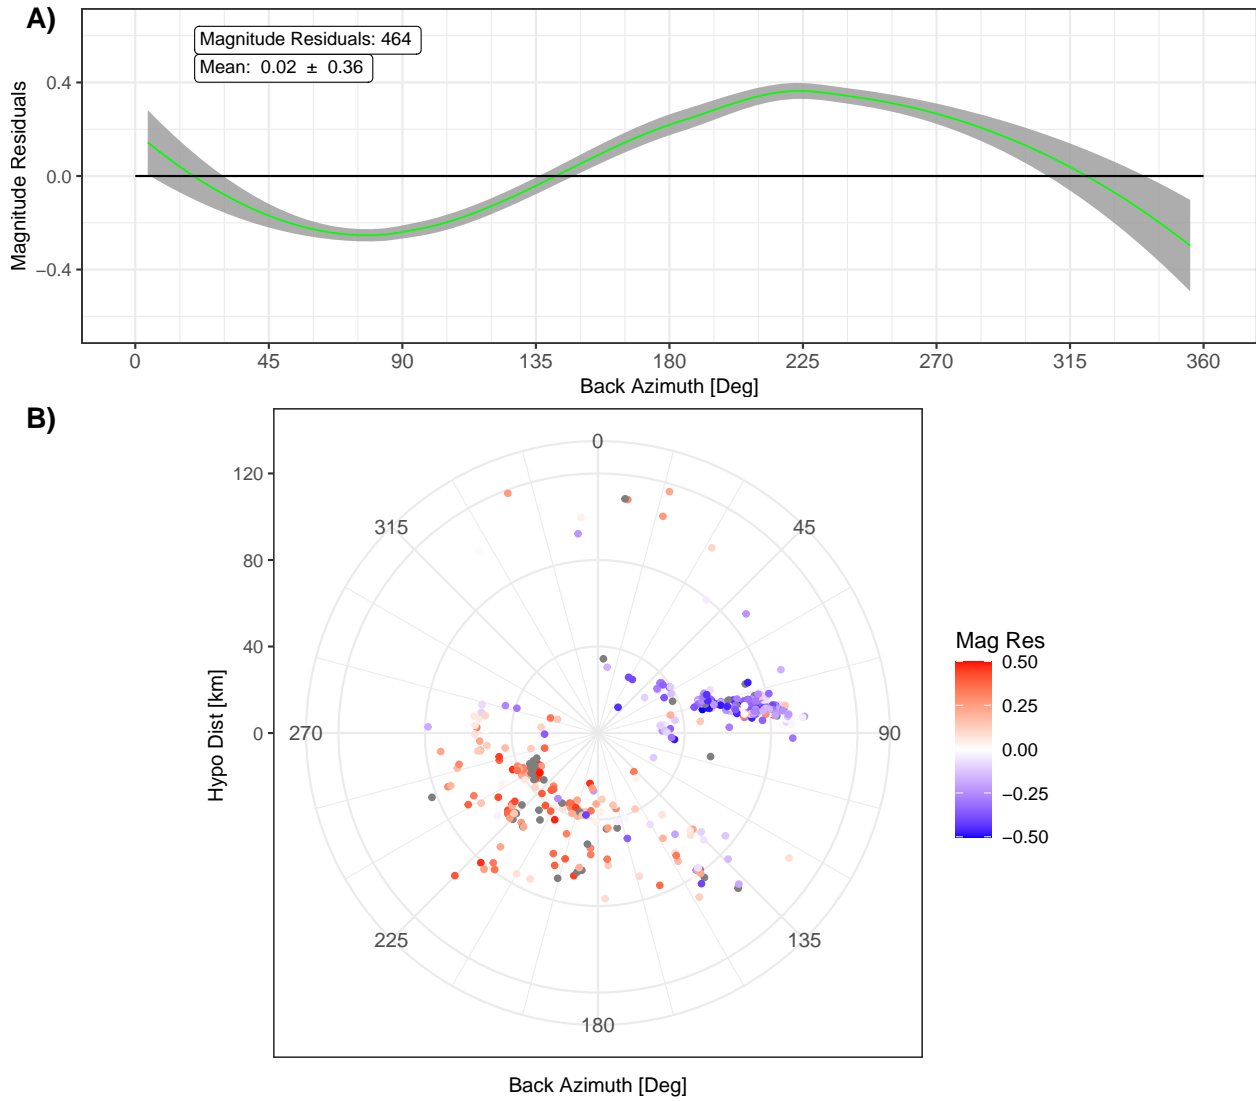 A)
Magnitude Residuals: 464
Mean:  0.02  ±  0.36
Magnitude Residuals
0.4
0.0
−0.4
0 45 90 135 180 225 270 315 360
Back Azimuth [Deg]
B)
Hypo Dist [km]
120
80
40
0
0
45
90
135
180
225
270
315
Back Azimuth [Deg]
Mag Res
0.50
0.25
0.00
−0.25
−0.50